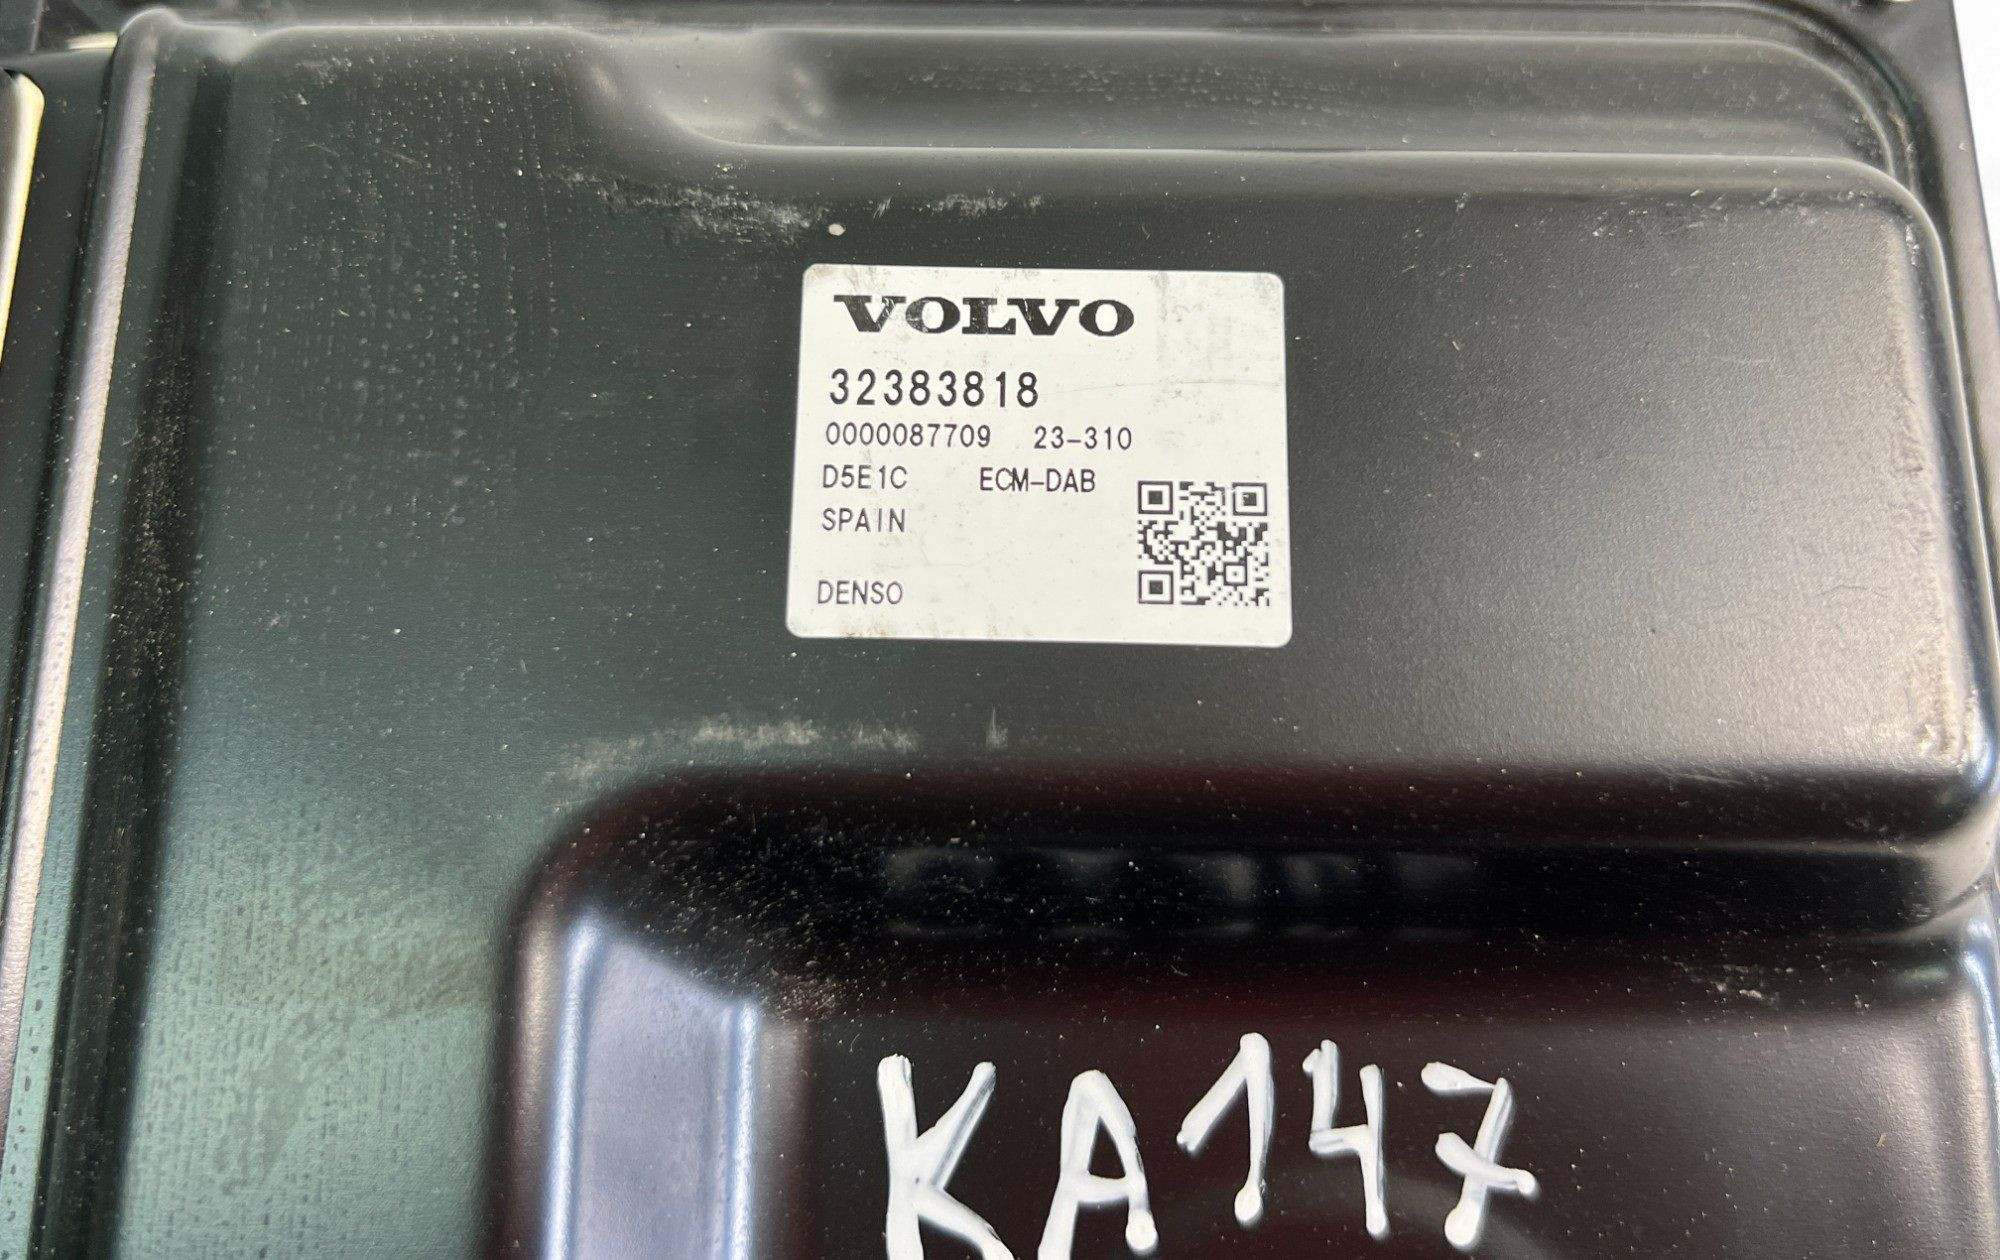 VOLVO
32383818
0000087709 23-310
D5E1C ECM-DAB
SPAIN
DENSO
KA147